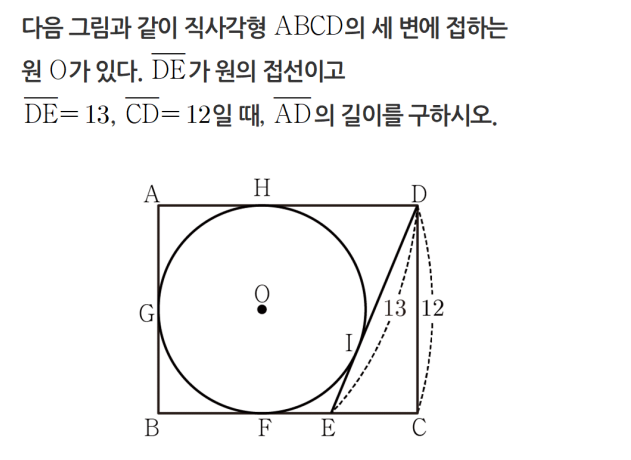 다음 그림과 같이 직사각형 ABCD의 세 변에 접하는
원 O가 있다. DE가 원의 접선이고
DE= 13, CD= 12일 때, AD의 길이를 구하시오.
A H D
O
G 13 12
I
B F E C